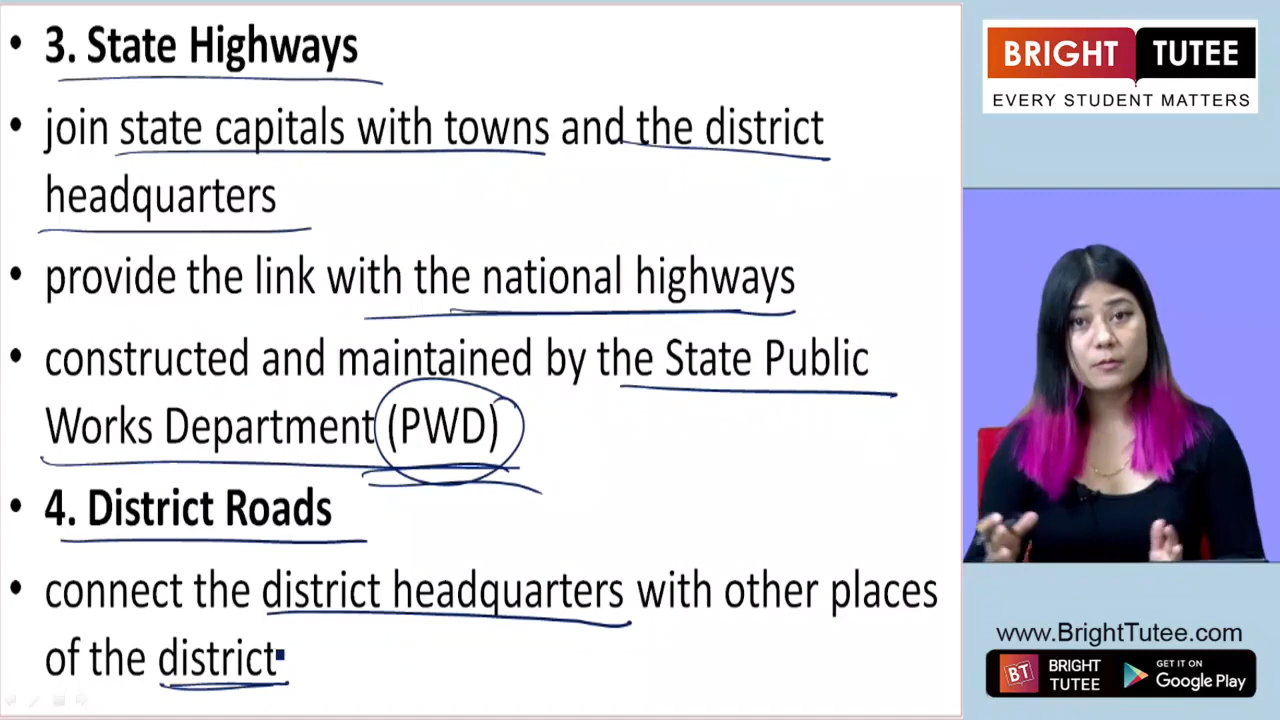 • 3. State Highways
• join state capitals with towns and the district
headquarters
• provide the link with the national highways
• constructed and maintained by the State Public
Works Department (PWD)
• 4. District Roads
• connect the district headquarters with other places
of the district
BRIGHT TUTEE
EVERY STUDENT MATTERS
www.BrightTutee.com
BT BRIGHT TUTEE
GET IT ON
Google Play